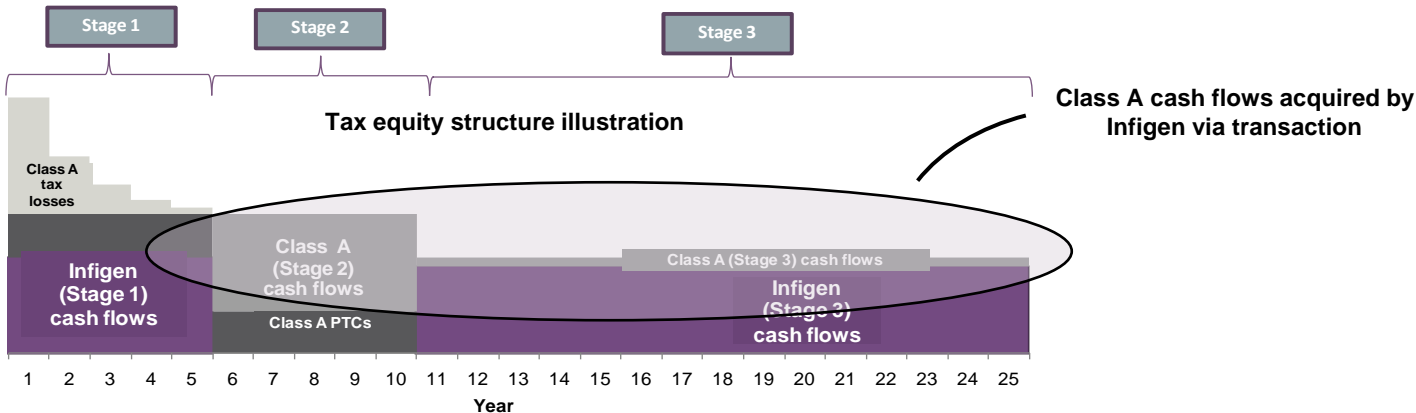 Stage 1
Stage 2
Stage 3
Tax equity structure illustration
Class A cash flows acquired by
Infigen via transaction
Class A
tax
losses
Infigen
(Stage 1)
cash flows
Class A
(Stage 2)
cash flows
Class A PTCs
Class A (Stage 3) cash flows
Infigen
(Stage 3)
cash flows
1 2 3 4 5 6 7 8 9 10 11 12 13 14 15 16 17 18 19 20 21 22 23 24 25
Year